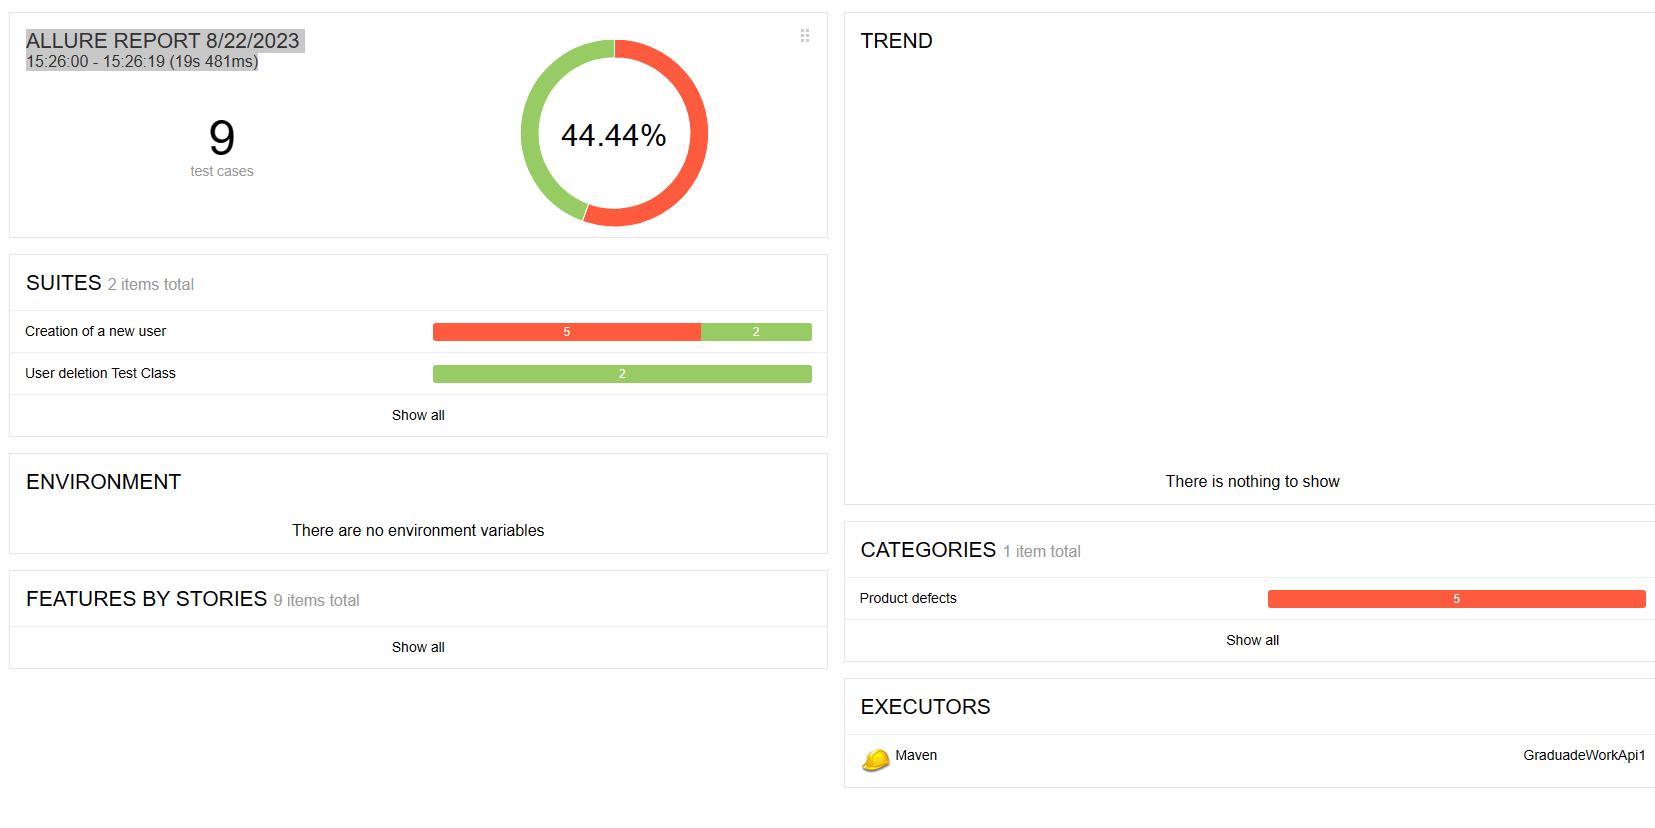 ALLURE REPORT 8/22/2023
15:26:00 - 15:26:19 (19s 481ms)
9
test cases
44.44%
SUITES 2 items total
Creation of a new user 5 2
User deletion Test Class 2
Show all
ENVIRONMENT
There are no environment variables
FEATURES BY STORIES 9 items total
Show all
TREND
There is nothing to show
CATEGORIES 1 item total
Product defects 5
Show all
EXECUTORS
Maven GraduadeWorkApi1